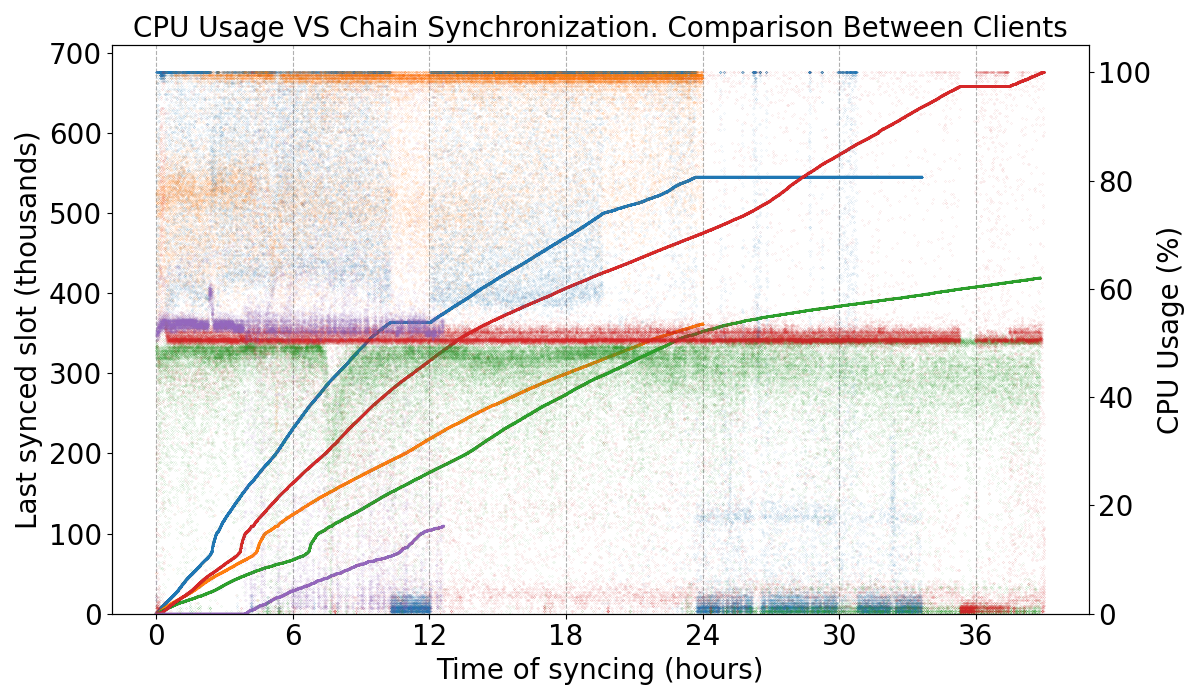 CPU Usage VS Chain Synchronization. Comparison Between Clients
Last synced slot (thousands)
700
600
500
400
300
200
100
0
100
80
60
40
20
0
CPU Usage (%)
0 6 12 18 24 30 36
Time of syncing (hours)